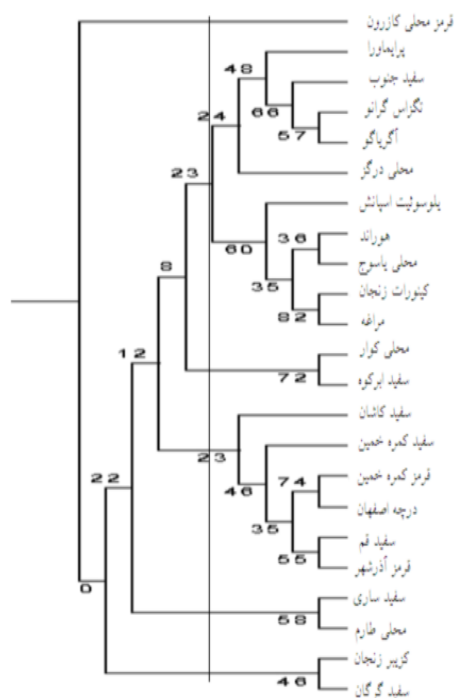 قرمز محلی کازرون
پرایماورا
48
سفید جنوب
66
تگزاس گرانو
24
57
آگریاگو
23
محلی درگز
یلوسوئیت اسپانش
36
هوراند
60
محلی یاسوج
8
35
کینورات زنجان
82
مراغه
12
محلی کوار
72
سفید ابرکوه
سفید کاشان
23
سفید کمره خمین
22
46
74
قرمز کمره خمین
35
درچه اصفهان
سفید قم
55
قرمز آذرشهر
0
سفید ساری
58
محلی طارم
کزیبر زنجان
46
سفید گرگان